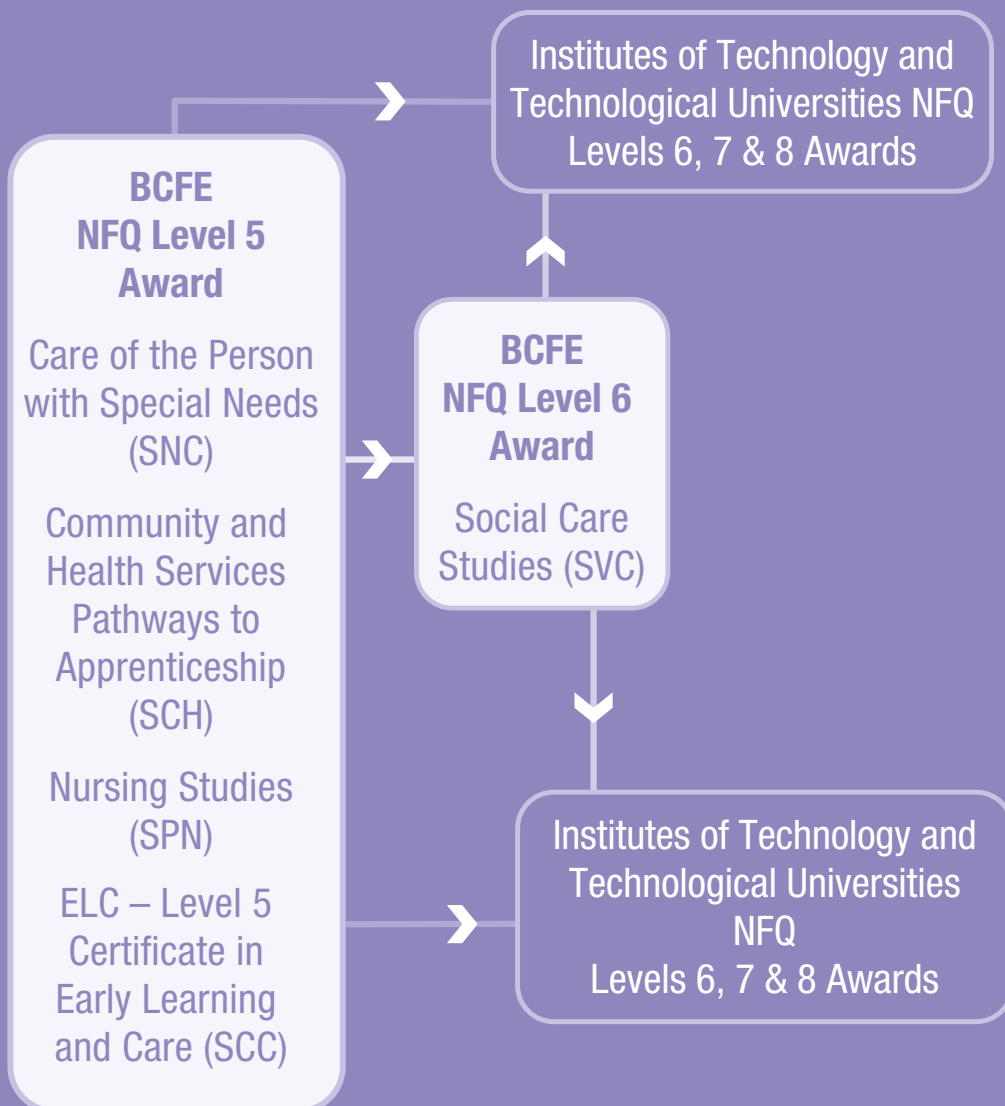 Institutes of Technology and
Technological Universities NFQ
Levels 6, 7 & 8 Awards
BCFE
NFQ Level 5
Award
Care of the Person
with Special Needs
(SNC)
Community and
Health Services
Pathways to
Apprenticeship
(SCH)
Nursing Studies
(SPN)
ELC – Level 5
Certificate in
Early Learning
and Care (SCC)
BCFE
NFQ Level 6
Award
Social Care
Studies (SVC)
Institutes of Technology and
Technological Universities
NFQ
Levels 6, 7 & 8 Awards